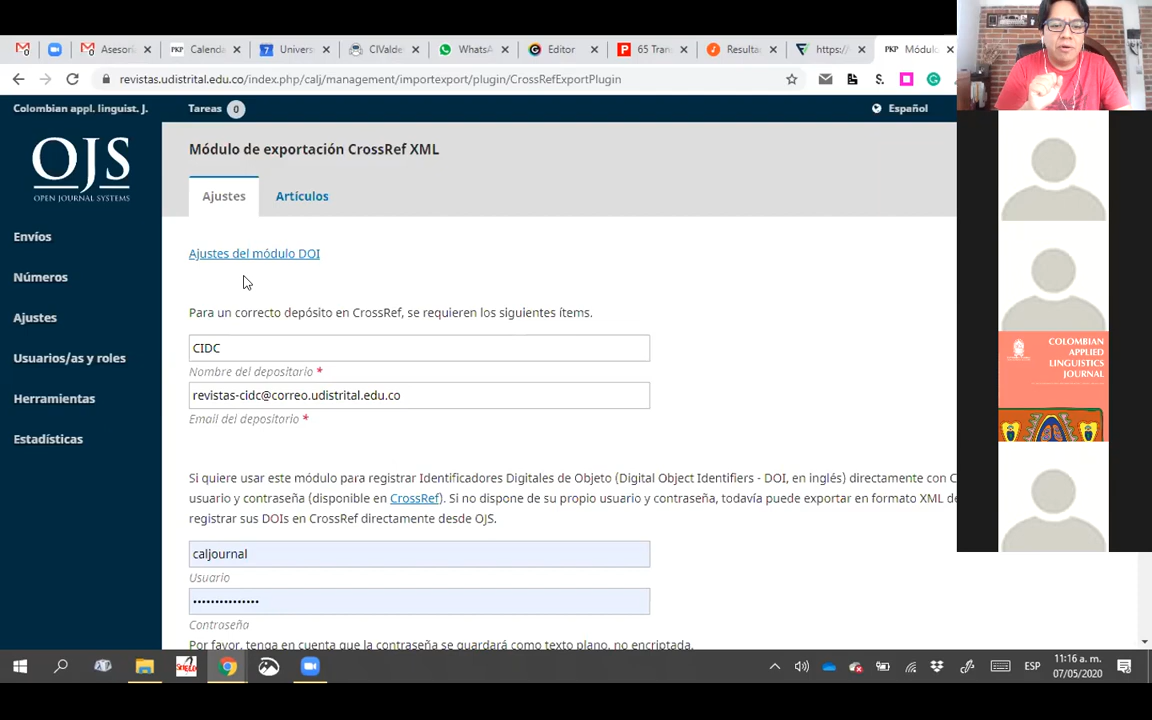 Asesorí
Calenda
Univers
CIValde
WhatsA
Editor
65 Tran
Resulta
https:/
Módulo
revistas.udistrital.edu.co/index.php/calj/management/importexport/plugin/CrossRefExportPlugin
Colombian appl. linguist. J.
Tareas 0
Español
OJS
OPEN JOURNAL SYSTEMS
Envíos
Números
Ajustes
Usuarios/as y roles
Herramientas
Estadísticas
Módulo de exportación CrossRef XML
Ajustes
Artículos
Ajustes del módulo DOI
Para un correcto depósito en CrossRef, se requieren los siguientes ítems.
CIDC
Nombre del depositario *
revistas-cidc@correo.udistrital.edu.co
Email del depositario *
Si quiere usar este módulo para registrar Identificadores Digitales de Objeto (Digital Object Identifiers - DOI, en inglés) directamente con C
usuario y contraseña (disponible en CrossRef). Si no dispone de su propio usuario y contraseña, todavía puede exportar en formato XML de
registrar sus DOIs en CrossRef directamente desde OJS.
caljournal
Usuario
•••••••••••••••
Contraseña
Por favor, tenga en cuenta que la contraseña se guardará como texto plano, no encriptada.
COLOMBIAN
APPLIED
LINGUISTICS
JOURNAL
ESP
11:16 a. m.
07/05/2020